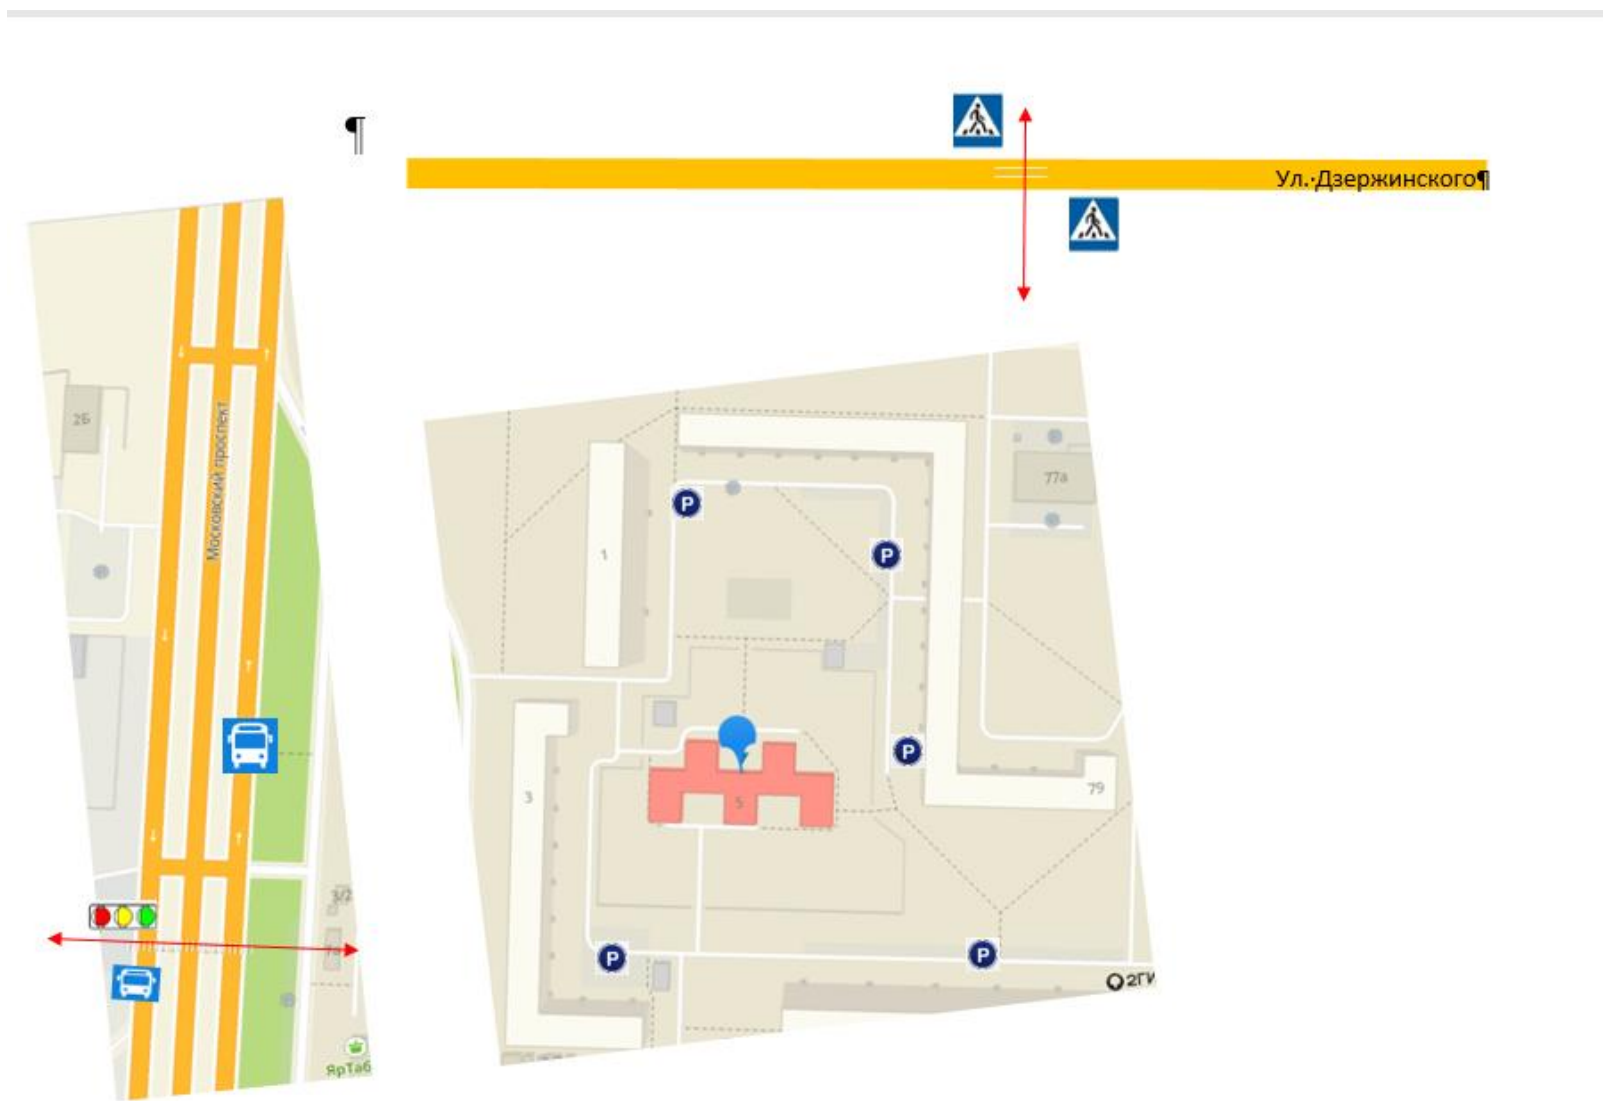 ¶
Ул.·Дзержинского¶
2Б
Московский проспект
77а
1
P
P
P
3
5
79
3/2
P
P
2ГИ
ЯрТаб